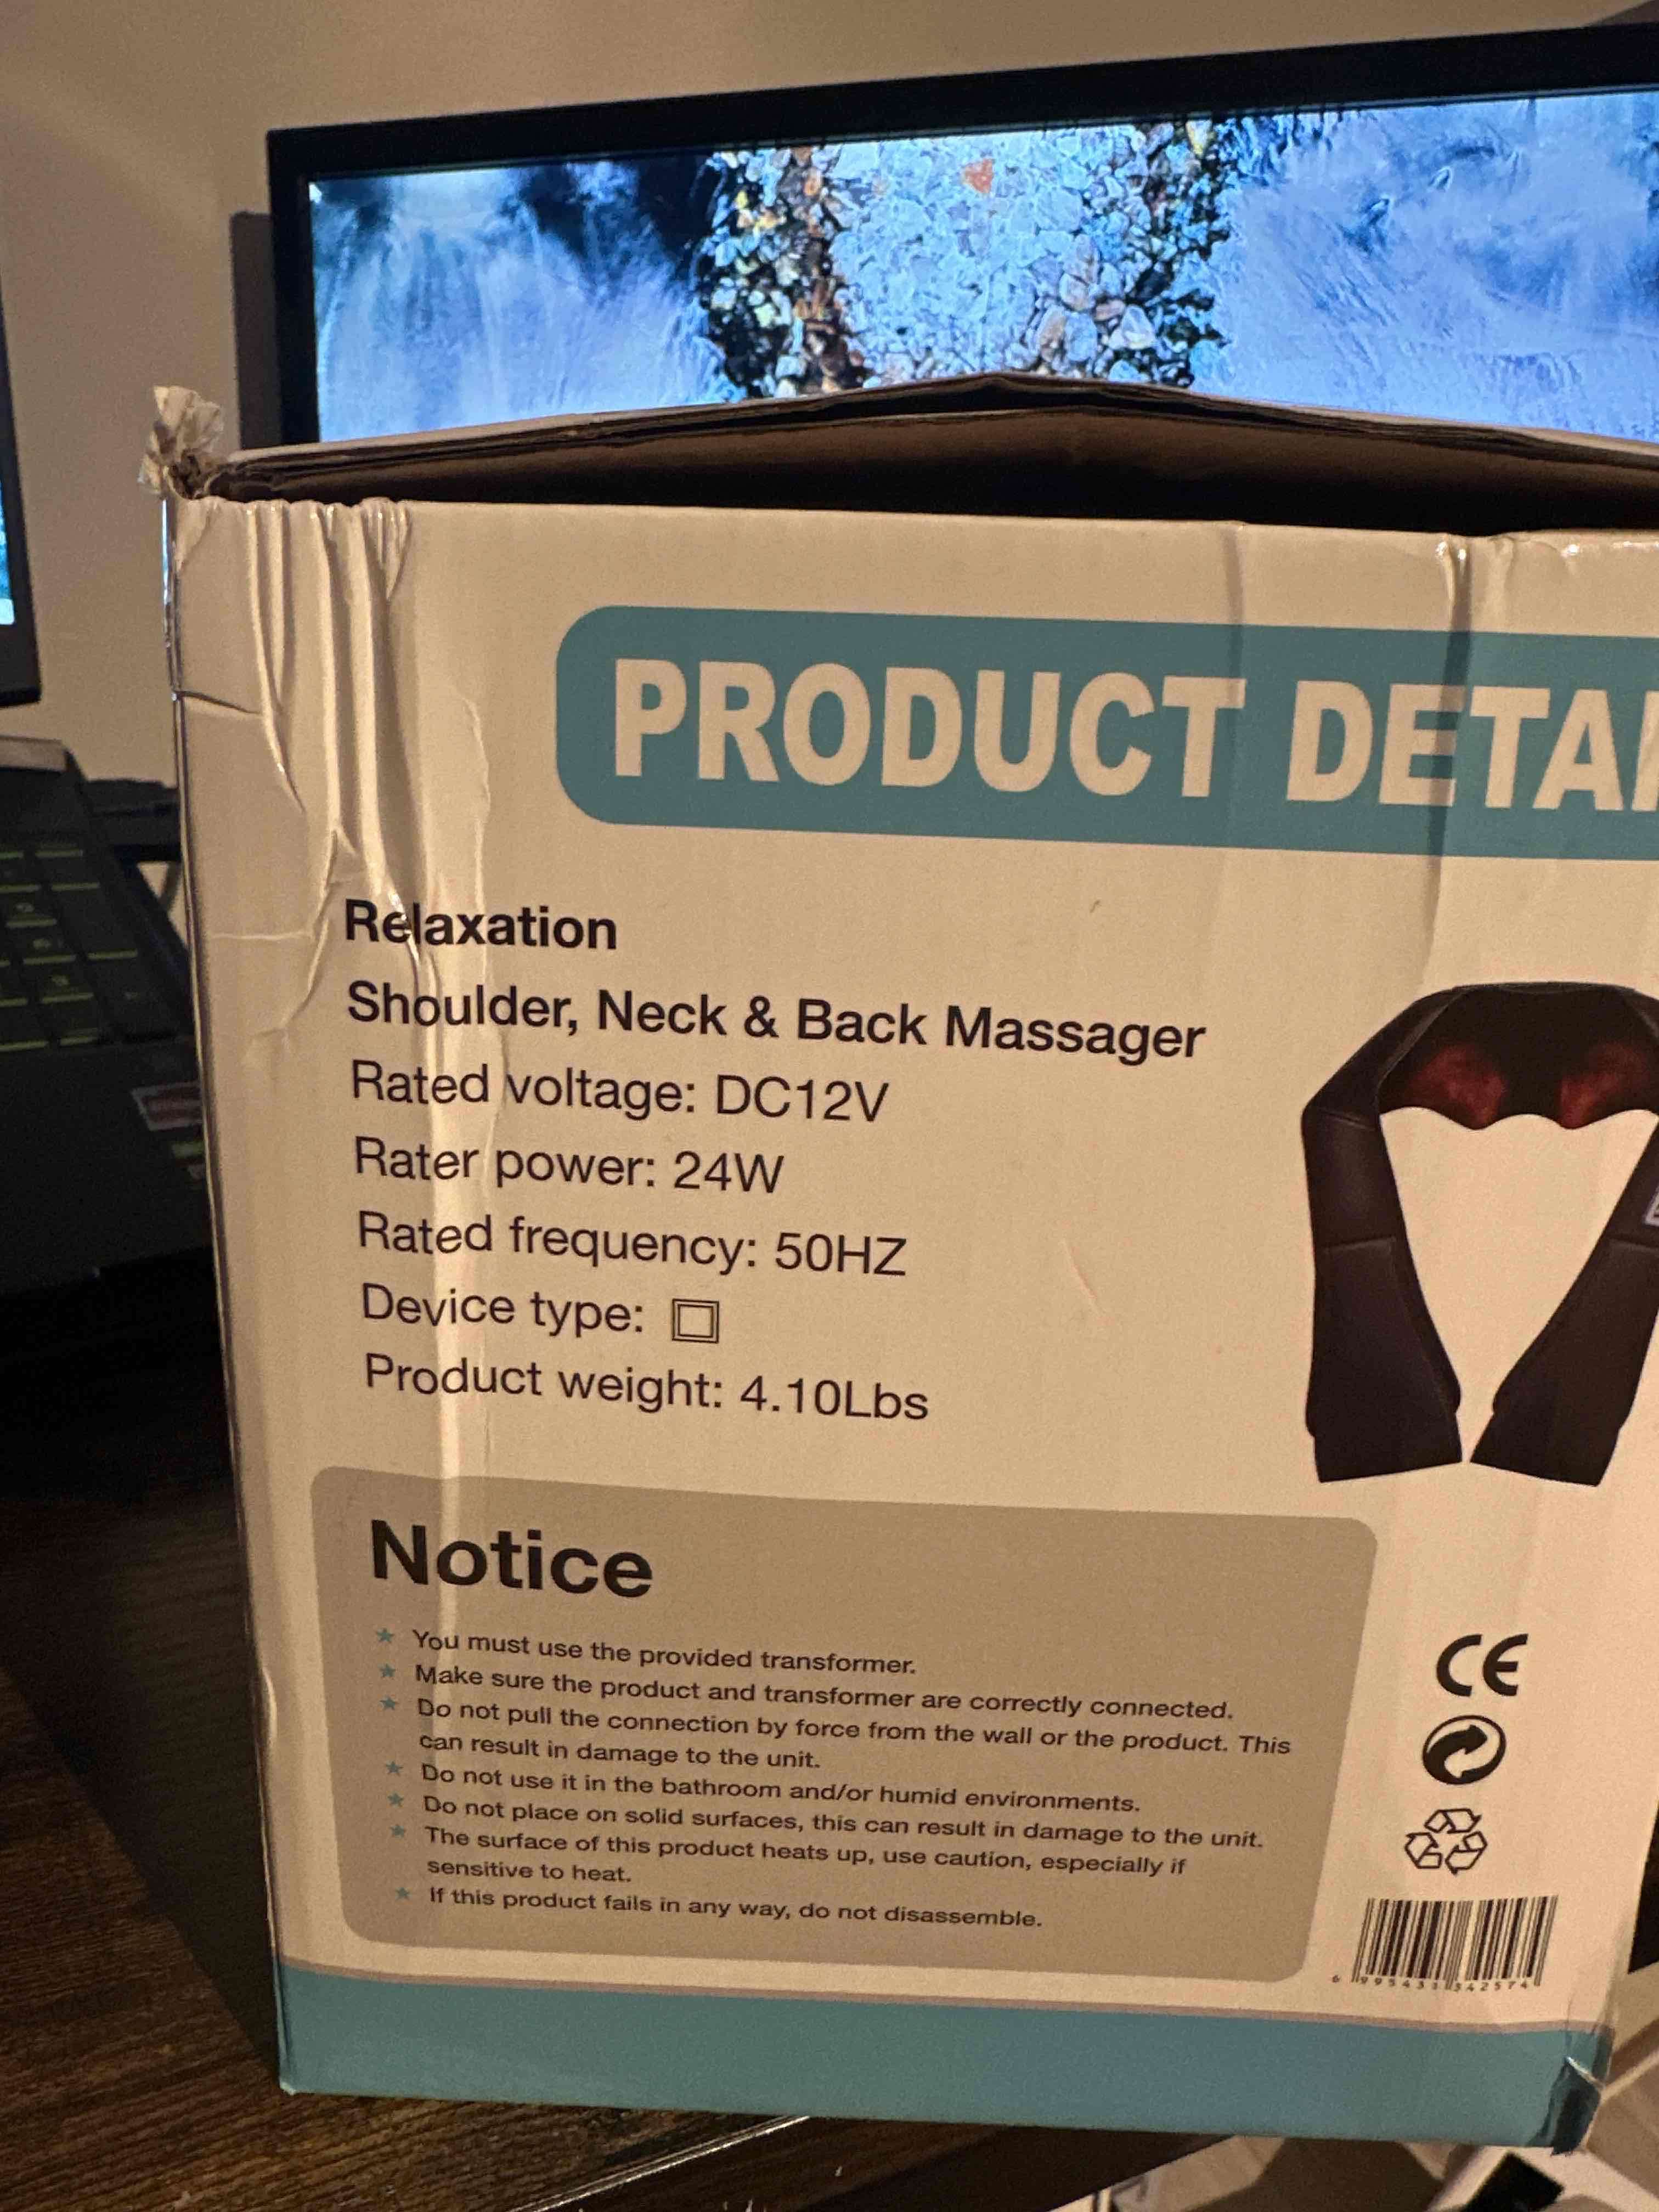 PRODUCT DETAI
Relaxation
Shoulder, Neck & Back Massager
Rated voltage: DC12V
Rater power: 24W
Rated frequency: 50HZ
Device type:
Product weight: 4.10Lbs
Notice
★ You must use the provided transformer.
★ Make sure the product and transformer are correctly connected.
★ Do not pull the connection by force from the wall or the product. This
can result in damage to the unit.
★ Do not use it in the bathroom and/or humid environments.
★ Do not place on solid surfaces, this can result in damage to the unit.
★ The surface of this product heats up, use caution, especially if
sensitive to heat.
★ If this product fails in any way, do not disassemble.
CE
6 995431 342574